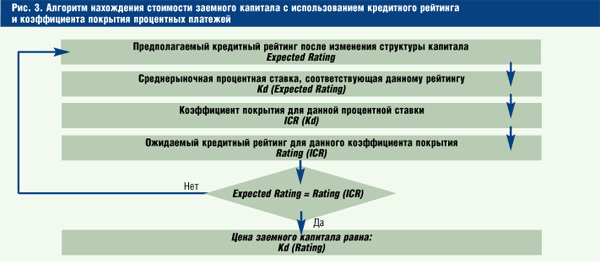 Рис. 3. Алгоритм нахождения стоимости заемного капитала с использованием кредитного рейтинга
и коэффициента покрытия процентных платежей
Предполагаемый кредитный рейтинг после изменения структуры капитала
Expected Rating
Среднерыночная процентная ставка, соответствующая данному рейтингу
Kd (Expected Rating)
Коэффициент покрытия для данной процентной ставки
ICR (Kd)
Ожидаемый кредитный рейтинг для данного коэффициента покрытия
Rating (ICR)
Нет
Expected Rating = Rating (ICR)
Да
Цена заемного капитала равна:
Kd (Rating)